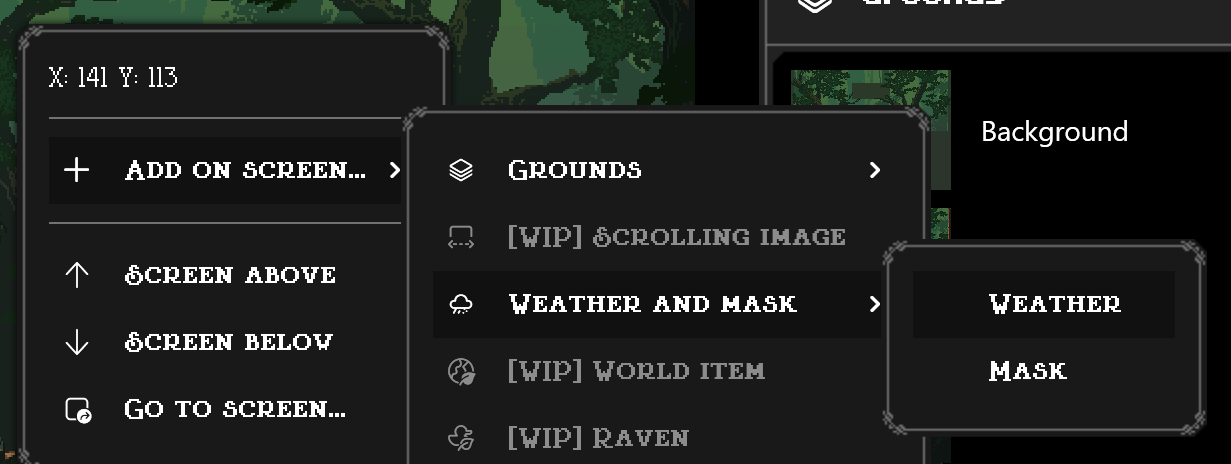 Grounds
X: 141 Y: 113
Add on screen...
Screen above
Screen below
Go to screen...
Grounds
[WIP] Scrolling image
Weather and mask
[WIP] World item
[WIP] Raven
Weather
Mask
Background